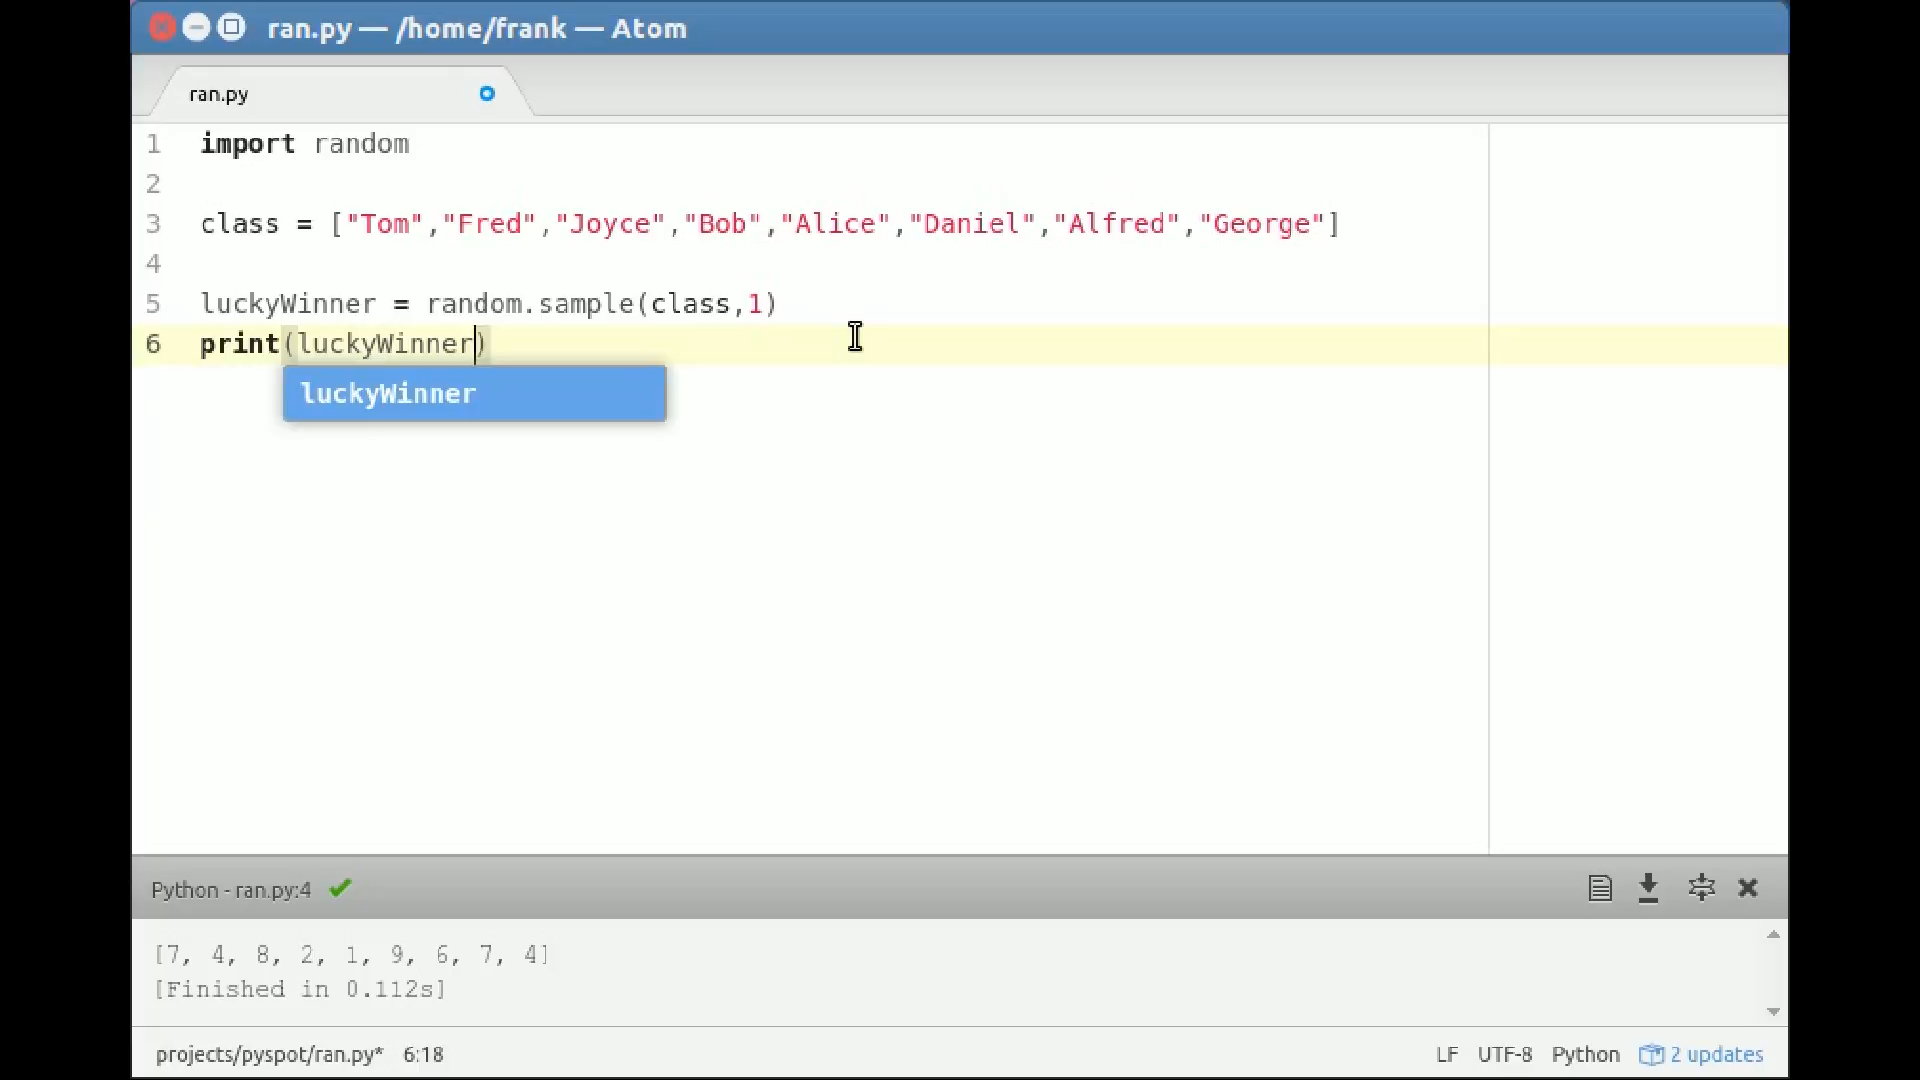 ran.py — /home/frank — Atom
ran.py
1 import random
2
3 class = ["Tom","Fred","Joyce","Bob","Alice","Daniel","Alfred","George"]
4
5 luckyWinner = random.sample(class,1)
6 print(luckyWinner)
luckyWinner
Python - ran.py:4
[7, 4, 8, 2, 1, 9, 6, 7, 4]
[Finished in 0.112s]
projects/pyspot/ran.py* 6:18 LF UTF-8 Python 2 updates